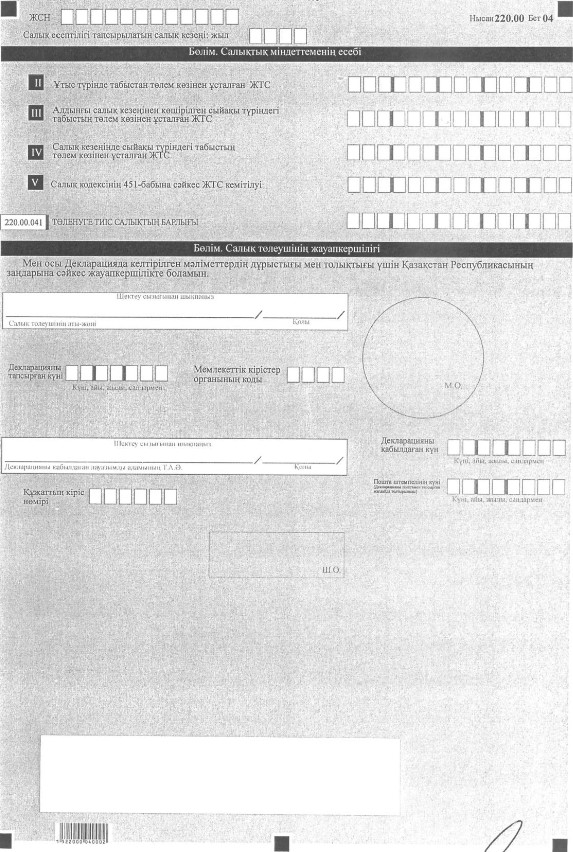 ЖСН
Нысан 220.00 Бет 04
Салық есептілігі тапсырылатын салық кезеңі: жыл
Бөлім. Салықтық міндеттеменің есебі
II Ұтыс түрінде табыстан төлем көзінен ұсталған ЖТС
III Алдыңғы салық кезеңінен көшірілген сыйақы түріндегі
табыстың төлем көзінен ұсталған ЖТС
IV Салық кезеңінде сыйақы түріндегі табыстың
төлем көзінен ұсталған ЖТС
V Салық кодексінің 451-бабына сәйкес ЖТС кемітілуі
220.00.041 ТӨЛЕНУГЕ ТИІС САЛЫҚТЫҢ БАРЛЫҒЫ
Бөлім. Салық төлеушінің жауапкершілігі
Мен осы Декларацияда келтірілген мәліметтердің дұрыстығы мен толықтығы үшін Қазақстан Республикасының
заңдарына сәйкес жауапкершілікте боламын.
Шектеу сызығынан шықпаңыз
/ /
Салық төлеушінің аты-жөні Қолы
М.О.
Декларацияны
тапсырған күні
Күні, айы, жылы, сандармен
Мемлекеттік кірістер
органының коды
Шектеу сызығынан шықпаңыз
/ /
Декларацияны қабылдаған лауазымды адамының Т.А.Ә. Қолы
Декларацияны
қабылдаған күн
Күні, айы, жылы, сандармен
Құжаттың кіріс
нөмірі
Пошта штемпелінің күні
Күні, айы, жылы, сандармен
Ш.О.